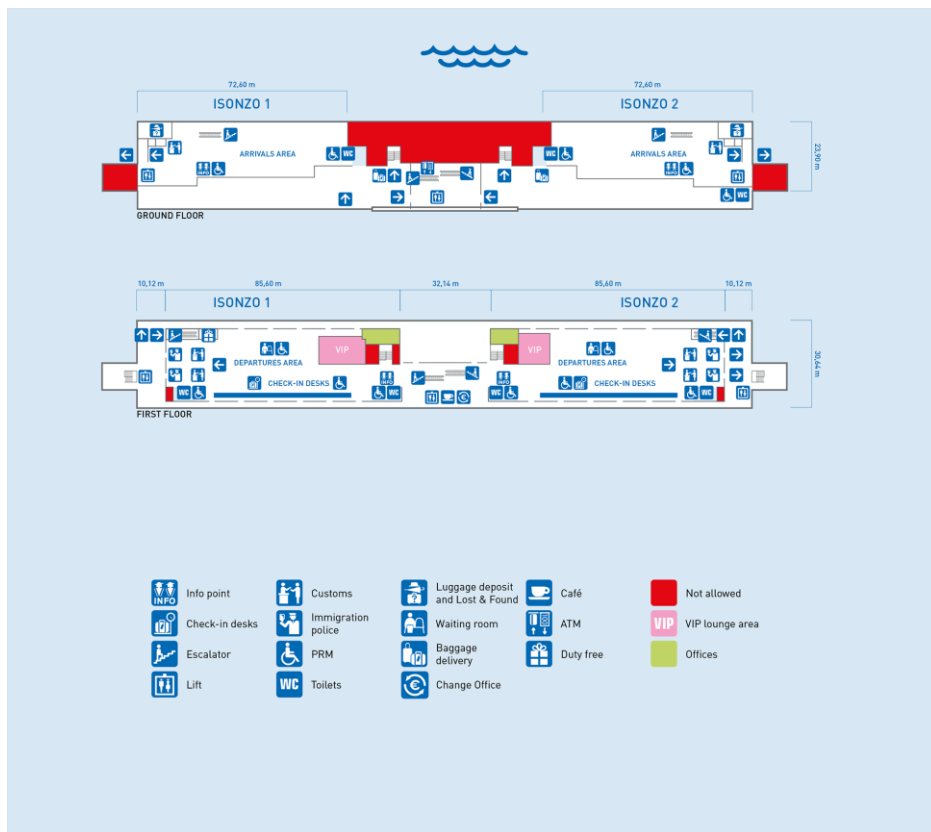 72,60 m
72,60 m
ISONZO 1
ISONZO 2
23,90 m
ARRIVALS AREA
WC
WC
ARRIVALS AREA
INFO
INFO
WC
GROUND FLOOR
10,12 m
85,60 m
32,14 m
85,60 m
10,12 m
ISONZO 1
ISONZO 2
30,64 m
VIP
VIP
DEPARTURES AREA
DEPARTURES AREA
INFO
INFO
CHECK-IN DESKS
CHECK-IN DESKS
WC
WC
WC
WC
FIRST FLOOR
INFO
Info point
Customs
Luggage deposit
and Lost & Found
Café
Not allowed
Check-in desks
Immigration
police
Waiting room
ATM
VIP
VIP lounge area
Escalator
PRM
Baggage
delivery
Duty free
Offices
Lift
WC
Toilets
€
Change Office